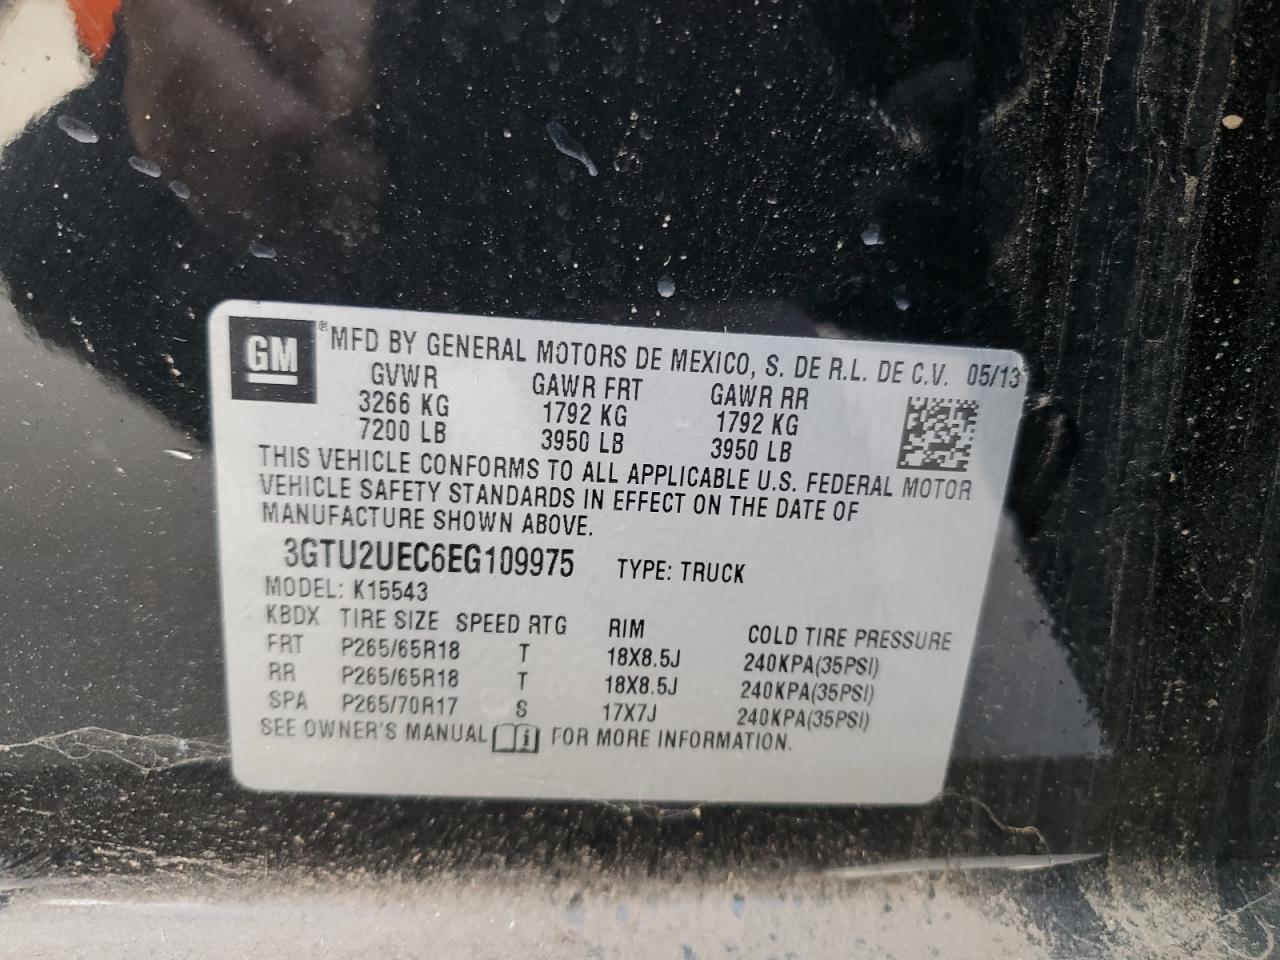 GM ® MFD BY GENERAL MOTORS DE MEXICO, S. DE R.L. DE C.V. 05/13
GVWR GAWR FRT GAWR RR
3266 KG 1792 KG 1792 KG
7200 LB 3950 LB 3950 LB
THIS VEHICLE CONFORMS TO ALL APPLICABLE U.S. FEDERAL MOTOR
VEHICLE SAFETY STANDARDS IN EFFECT ON THE DATE OF
MANUFACTURE SHOWN ABOVE.
3GTU2UEC6EG109975 TYPE: TRUCK
MODEL: K15543
KBDX TIRE SIZE SPEED RTG RIM COLD TIRE PRESSURE
FRT P265/65R18 T 18X8.5J 240KPA(35PSI)
RR P265/65R18 T 18X8.5J 240KPA(35PSI)
SPA P265/70R17 S 17X7J 240KPA(35PSI)
SEE OWNER'S MANUAL i FOR MORE INFORMATION.